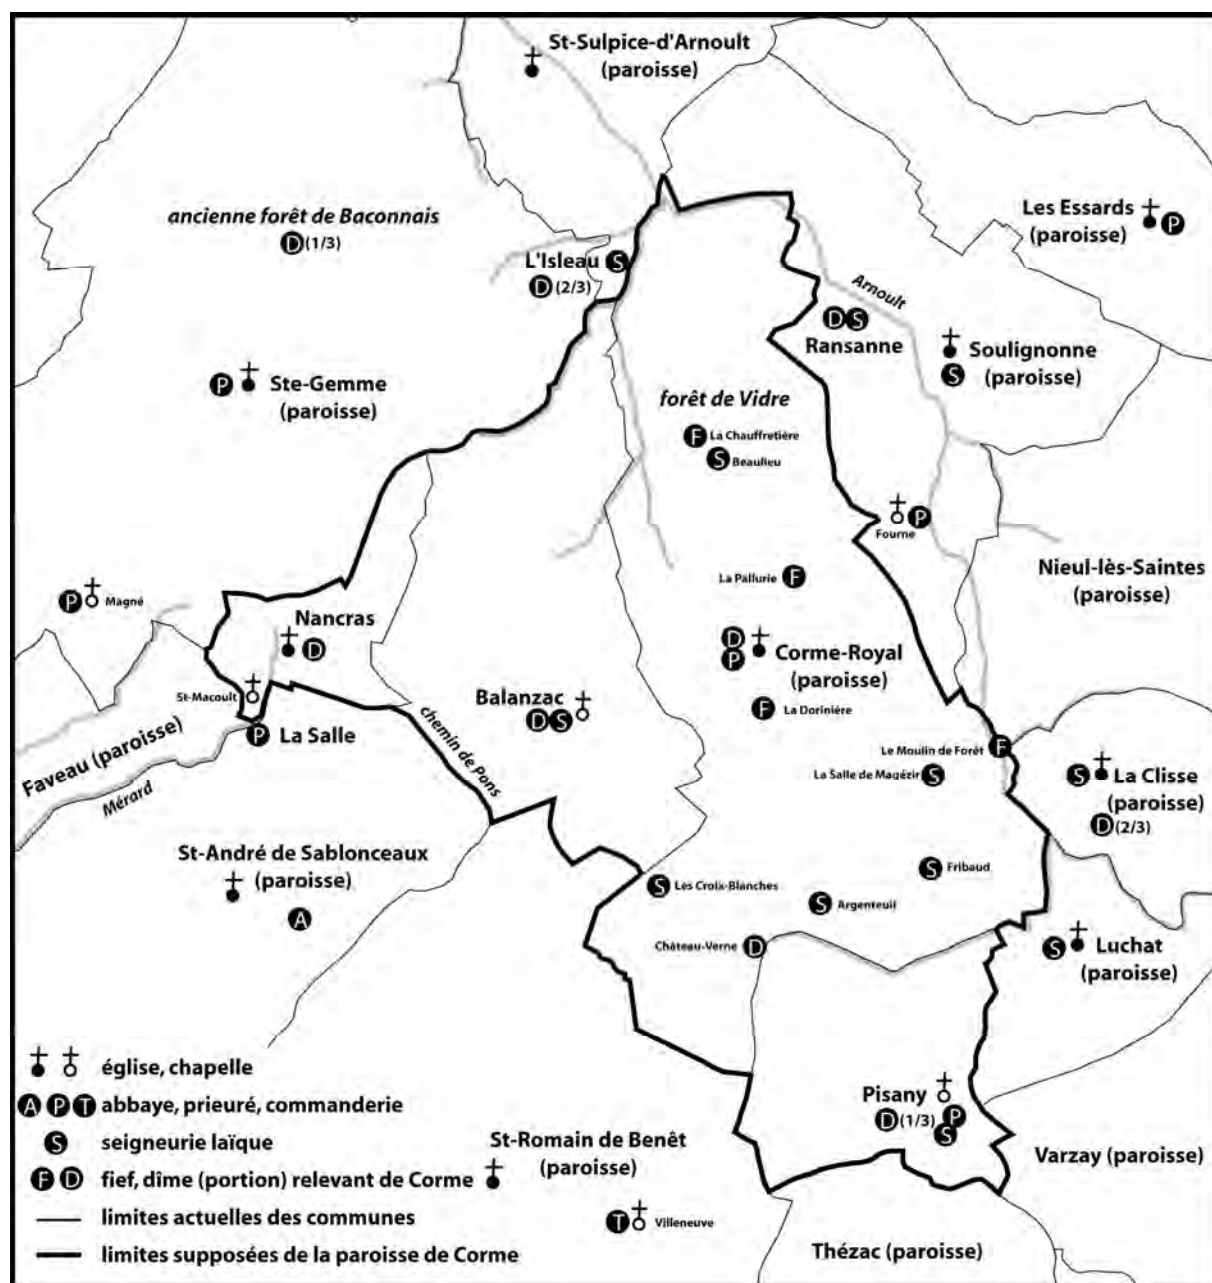 St-Sulpice-d'Arnoult
(paroisse)
ancienne forêt de Baconnais
D (1/3)
Les Essards
(paroisse)
P
L'Isleau S
D (2/3)
Arnoult
D S
Ransanne
Soulignonne
(paroisse)
S
P
Ste-Gemme
(paroisse)
forêt de Vidre
F La Chauffretière
S Beaulieu
P
Fourne
Nieul-lès-Saintes
(paroisse)
La Pallurie F
P Magné
Nancras
D
D
P
Corme-Royal
(paroisse)
St-Macoult
Balanzac
D S
La Dorinière
F
chemin de Pons
P La Salle
Faveau (paroisse)
Mérard
Le Moulin de Forêt F
La Salle de Magézir S
S La Clisse
(paroisse)
D (2/3)
St-André de Sablonceaux
(paroisse)
A
S Les Croix-Blanches
Fribaud
S
S Argenteuil
Château-Verne D
S Luchat
(paroisse)
Pisany
D (1/3) P
S
St-Romain de Benêt
(paroisse)
Varzay (paroisse)
T Villeneuve
Thézac (paroisse)
église, chapelle
A P T abbaye, prieuré, commanderie
S seigneurie laïque
F D fief, dîme (portion) relevant de Corme
limites actuelles des communes
limites supposées de la paroisse de Corme